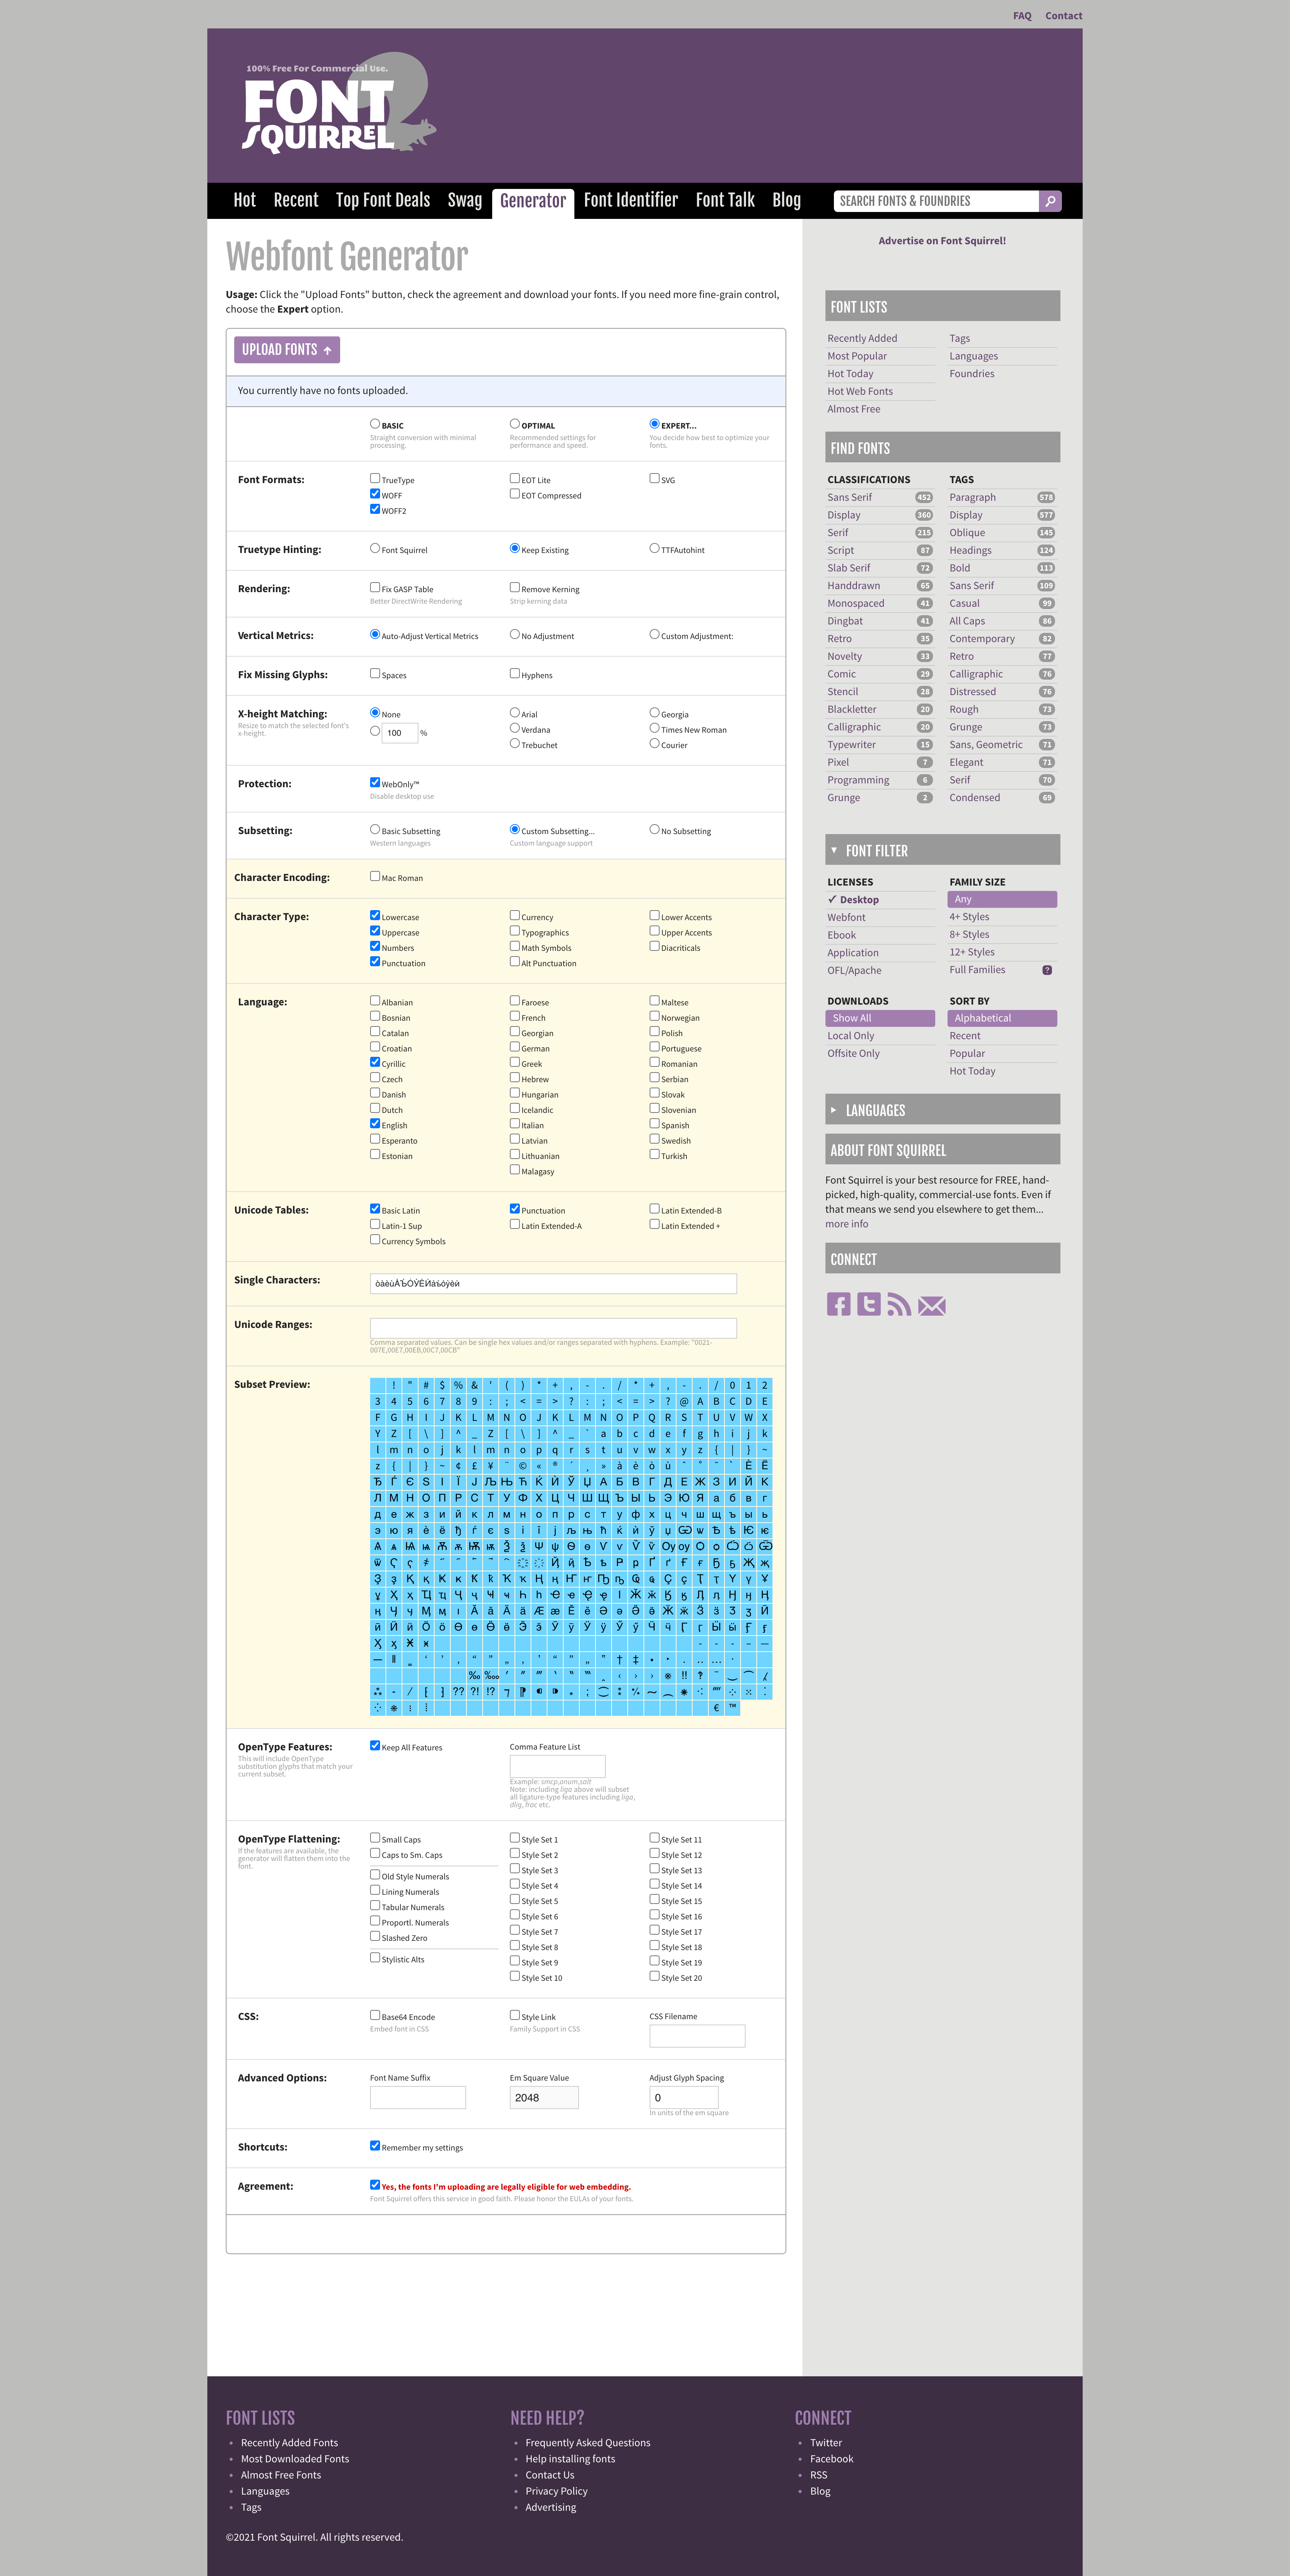 FAQ Contact
100% Free For Commercial Use.
FONT
SQUIRREL
Hot Recent Top Font Deals Swag Generator Font Identifier Font Talk Blog SEARCH FONTS & FOUNDRIES
Webfont Generator
Usage: Click the "Upload Fonts" button, check the agreement and download your fonts. If you need more fine-grain control,
choose the Expert option.
UPLOAD FONTS
You currently have no fonts uploaded.
BASIC OPTIMAL EXPERT...
Straight conversion with minimal processing. Recommended settings for performance and speed. You decide how best to optimize your fonts.
Font Formats: TrueType EOT Lite SVG
WOFF EOT Compressed
WOFF2
Truetype Hinting: Font Squirrel Keep Existing TTFAutohint
Rendering: Fix GASP Table Remove Kerning
Better DirectWrite Rendering Strip kerning data
Vertical Metrics: Auto-Adjust Vertical Metrics No Adjustment Custom Adjustment:
Fix Missing Glyphs: Spaces Hyphens
X-height Matching: None Arial Georgia
Resize to match the selected font's x-height. 100 % Verdana Times New Roman
Trebuchet Courier
Protection: WebOnly™
Disable desktop use
Subsetting: Basic Subsetting Custom Subsetting... No Subsetting
Western languages Custom language support
Character Encoding: Mac Roman
Character Type: Lowercase Currency Lower Accents
Uppercase Typographics Upper Accents
Numbers Math Symbols Diacriticals
Punctuation Alt Punctuation
Language: Albanian Faroese Maltese
Bosnian French Norwegian
Catalan Georgian Polish
Croatian German Portuguese
Cyrillic Greek Romanian
Czech Hebrew Serbian
Danish Hungarian Slovak
Dutch Icelandic Slovenian
English Italian Spanish
Esperanto Latvian Swedish
Estonian Lithuanian Turkish
Malagasy
Unicode Tables: Basic Latin Punctuation Latin Extended-B
Latin-1 Sup Latin Extended-A Latin Extended +
Currency Symbols
Single Characters:
Unicode Ranges:
Comma separated values. Can be single hex values and/or ranges separated with hyphens. Example: "0021-
007E,00E7,00EB,00C7,00CB"
Subset Preview:
! " # $ % & ' ( ) * + , - . / * + , - . / 0 1 2
3 4 5 6 7 8 9 : ; < = > ? : ; < = > ? @ A B C D E
F G H I J K L M N O J K L M N O P Q R S T U V W X
Y Z [ \ ] ^ _ Z [ \ ] ^ _ ` a b c d e f g h i j k
l m n o j k l m n o p q r s t u v w x y z { | } ~
Л М Н О П Р С Т У Ф Х Ц Ч Ш Щ Ъ Ы Ь Э Ю Я а б в г
д е ж з и й к л м н о п р с т у ф х ц ч ш щ ъ ы ь
OpenType Features: Keep All Features Comma Feature List
This will include OpenType substitution glyphs that match your current subset.
Example: smcp,onum,salt
Note: including liga above will subset
all ligature-type features including liga,
dlig, frac etc.
OpenType Flattening: Small Caps Style Set 1 Style Set 11
If the features are available, the generator will flatten them into the font.
Caps to Sm. Caps Style Set 2 Style Set 12
Old Style Numerals Style Set 3 Style Set 13
Lining Numerals Style Set 4 Style Set 14
Tabular Numerals Style Set 5 Style Set 15
Proportl. Numerals Style Set 6 Style Set 16
Slashed Zero Style Set 7 Style Set 17
Stylistic Alts Style Set 8 Style Set 18
Style Set 9 Style Set 19
Style Set 10 Style Set 20
CSS: Base64 Encode Style Link CSS Filename
Embed font in CSS Family Support in CSS
Advanced Options: Font Name Suffix Em Square Value Adjust Glyph Spacing
2048 0
In units of the em square
Shortcuts: Remember my settings
Agreement: Yes, the fonts I'm uploading are legally eligible for web embedding.
Font Squirrel offers this service in good faith. Please honor the EULAs of your fonts.
Advertise on Font Squirrel!
FONT LISTS
Recently Added Tags
Most Popular Languages
Hot Today Foundries
Hot Web Fonts
Almost Free
FIND FONTS
CLASSIFICATIONS TAGS
Sans Serif 452 Paragraph 578
Display 360 Display 577
Serif 215 Oblique 145
Script 87 Headings 124
Slab Serif 72 Bold 113
Handdrawn 65 Sans Serif 109
Monospaced 41 Casual 99
Dingbat 41 All Caps 86
Retro 35 Contemporary 82
Novelty 33 Retro 77
Comic 29 Calligraphic 76
Stencil 28 Distressed 76
Blackletter 20 Rough 73
Calligraphic 20 Grunge 73
Typewriter 15 Sans, Geometric 71
Pixel 7 Elegant 71
Programming 6 Serif 70
Grunge 2 Condensed 69
FONT FILTER
LICENSES FAMILY SIZE
✓ Desktop Any
Webfont 4+ Styles
Ebook 8+ Styles
Application 12+ Styles
OFL/Apache Full Families ?
DOWNLOADS SORT BY
Show All Alphabetical
Local Only Recent
Offsite Only Popular
Hot Today
LANGUAGES
ABOUT FONT SQUIRREL
Font Squirrel is your best resource for FREE, hand-
picked, high-quality, commercial-use fonts. Even if
that means we send you elsewhere to get them...
more info
CONNECT
FONT LISTS NEED HELP? CONNECT
Recently Added Fonts Frequently Asked Questions Twitter
Most Downloaded Fonts Help installing fonts Facebook
Almost Free Fonts Contact Us RSS
Languages Privacy Policy Blog
Tags Advertising
©2021 Font Squirrel. All rights reserved.